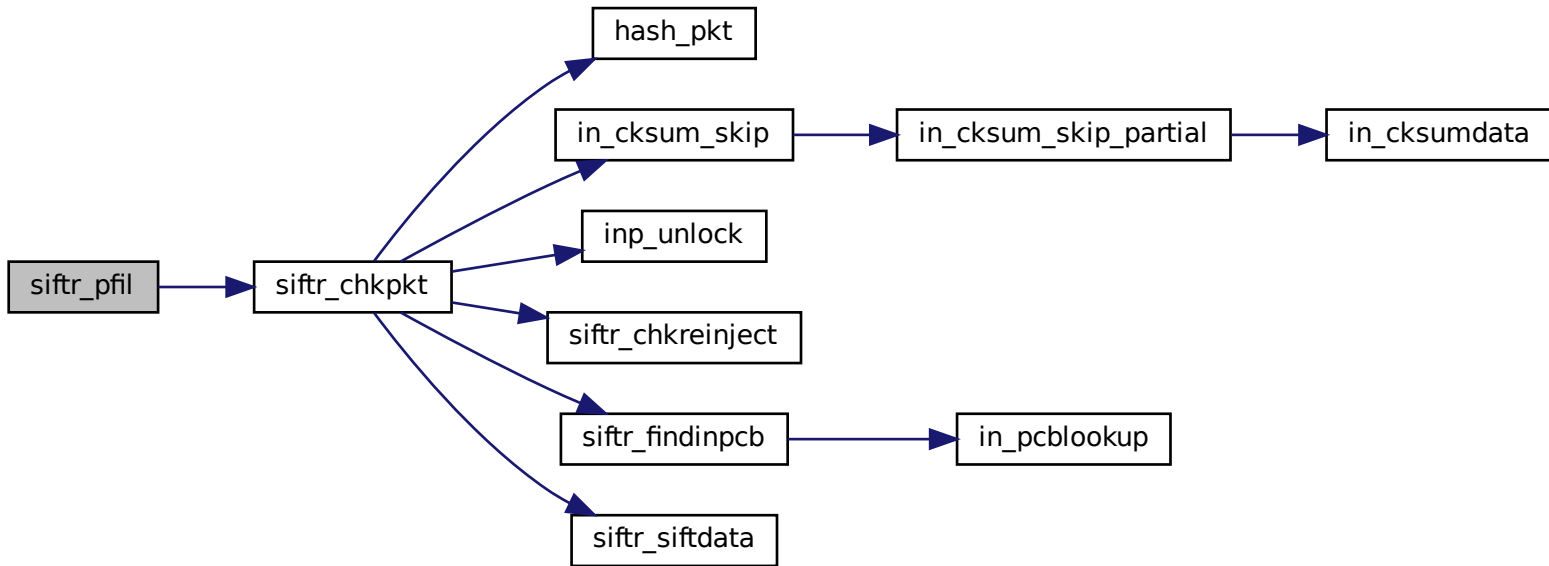 hash_pkt
in_cksum_skip
in_cksum_skip_partial
in_cksumdata
inp_unlock
siftr_pfil
siftr_chkpkt
siftr_chkreinject
siftr_findinpcb
in_pcblookup
siftr_siftdata